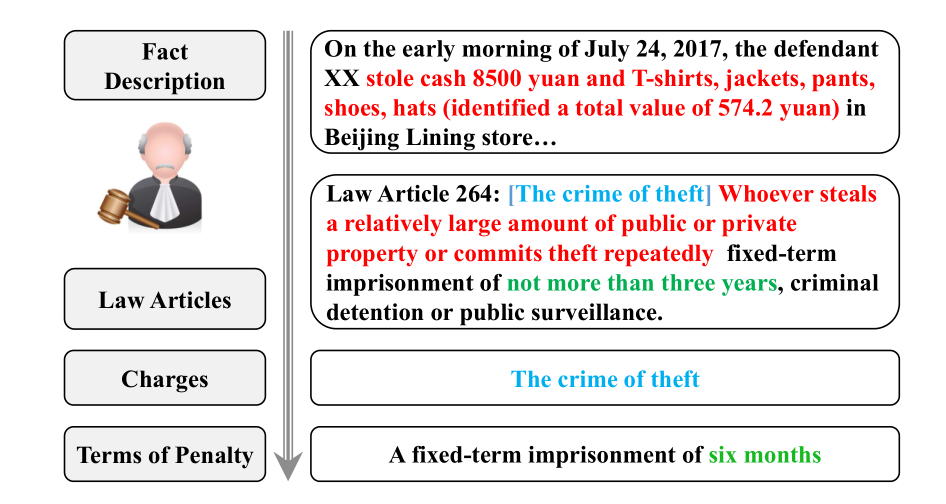 Fact
Description
On the early morning of July 24, 2017, the defendant
XX stole cash 8500 yuan and T-shirts, jackets, pants,
shoes, hats (identified a total value of 574.2 yuan) in
Beijing Lining store…
Law Articles
Law Article 264: [The crime of theft] Whoever steals
a relatively large amount of public or private
property or commits theft repeatedly fixed-term
imprisonment of not more than three years, criminal
detention or public surveillance.
Charges
The crime of theft
Terms of Penalty
A fixed-term imprisonment of six months